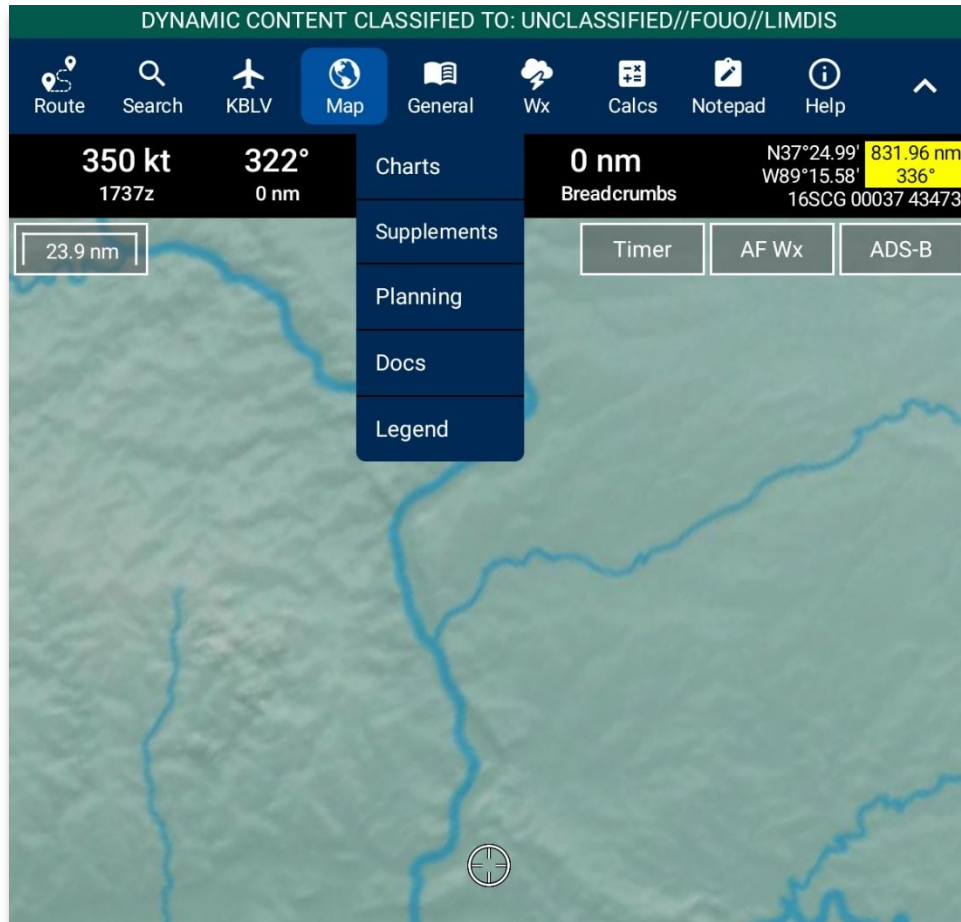 DYNAMIC CONTENT CLASSIFIED TO: UNCLASSIFIED//FOUO//LIMDIS
Route Search KBLV Map General Wx Calcs Notepad Help
350 kt
1737z
322°
0 nm
0 nm
Breadcrumbs
N37°24.99' 831.96 nm
W89°15.58' 336°
16SCG 00037 43473
Charts
Supplements
Planning
Docs
Legend
23.9 nm
Timer AF Wx ADS-B